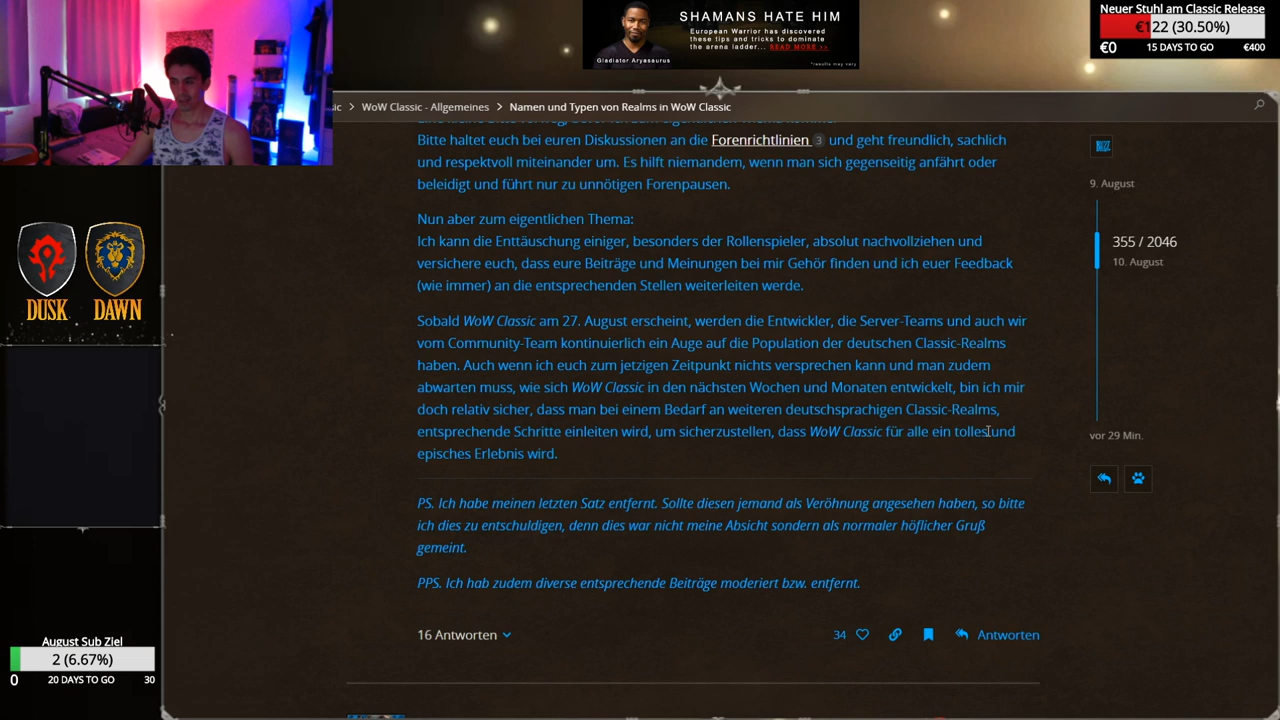 Neuer Stuhl am Classic Release
€122 (30.50%)
€0
15 DAYS TO GO
€400
SHAMANS HATE HIM
European Warrior has discovered
these tips and tricks to dominate
the arena ladder... READ MORE >>
Gladiator Aryasaurus
*results may vary
ic > WoW Classic - Allgemeines > Namen und Typen von Realms in WoW Classic
Bitte haltet euch bei euren Diskussionen an die Forenrichtlinien 3 und geht freundlich, sachlich
und respektvoll miteinander um. Es hilft niemandem, wenn man sich gegenseitig anfährt oder
beleidigt und führt nur zu unnötigen Forenpausen.
Nun aber zum eigentlichen Thema:
Ich kann die Enttäuschung einiger, besonders der Rollenspieler, absolut nachvollziehen und
versichere euch, dass eure Beiträge und Meinungen bei mir Gehör finden und ich euer Feedback
(wie immer) an die entsprechenden Stellen weiterleiten werde.
Sobald WoW Classic am 27. August erscheint, werden die Entwickler, die Server-Teams und auch wir
vom Community-Team kontinuierlich ein Auge auf die Population der deutschen Classic-Realms
haben. Auch wenn ich euch zum jetzigen Zeitpunkt nichts versprechen kann und man zudem
abwarten muss, wie sich WoW Classic in den nächsten Wochen und Monaten entwickelt, bin ich mir
doch relativ sicher, dass man bei einem Bedarf an weiteren deutschsprachigen Classic-Realms,
entsprechende Schritte einleiten wird, um sicherzustellen, dass WoW Classic für alle ein tolles und
episches Erlebnis wird.
PS. Ich habe meinen letzten Satz entfernt. Sollte diesen jemand als Veröhnung angesehen haben, so bitte
ich dies zu entschuldigen, denn dies war nicht meine Absicht sondern als normaler höflicher Gruß
gemeint.
PPS. Ich hab zudem diverse entsprechende Beiträge moderiert bzw. entfernt.
16 Antworten
34
Antworten
BLIZZ
9. August
355 / 2046
10. August
vor 29 Min.
DUSK
DAWN
August Sub Ziel
2 (6.67%)
0
20 DAYS TO GO
30